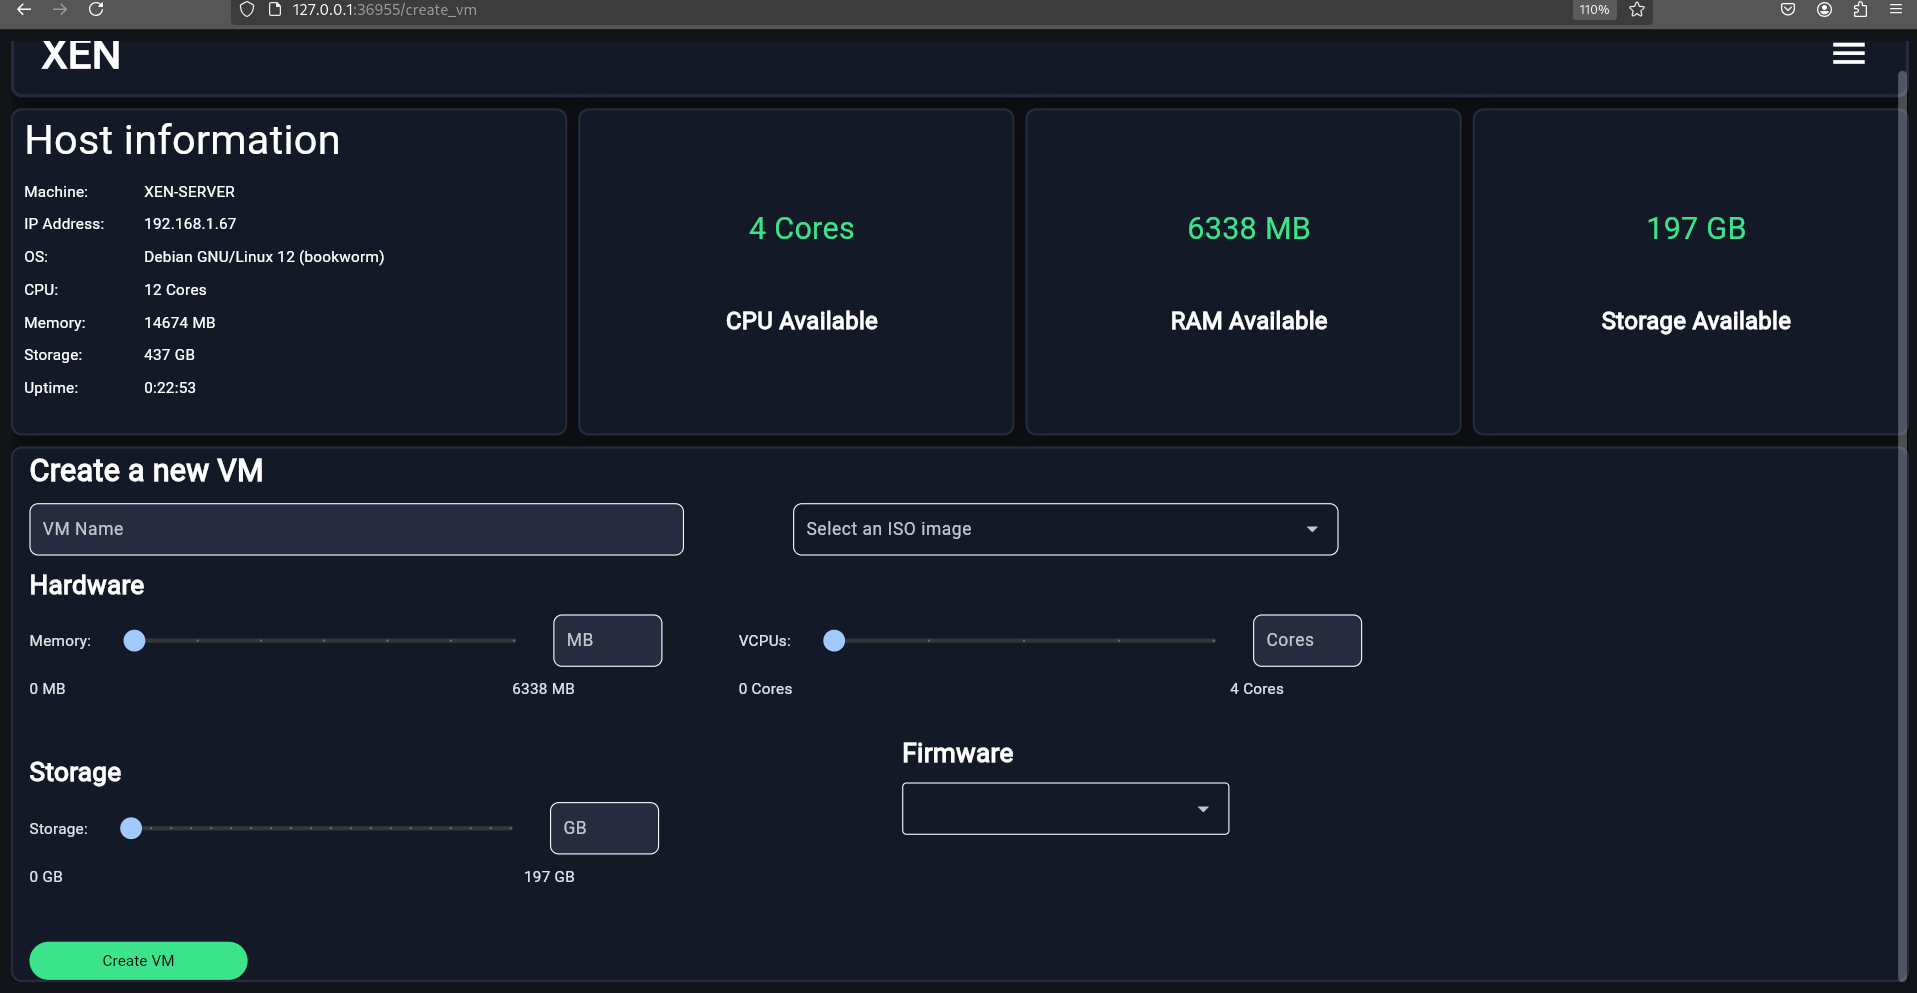 127.0.0.1:36955/create_vm
110%
XEN
Host information
Machine: XEN-SERVER
IP Address: 192.168.1.67
OS: Debian GNU/Linux 12 (bookworm)
CPU: 12 Cores
Memory: 14674 MB
Storage: 437 GB
Uptime: 0:22:53
4 Cores
CPU Available
6338 MB
RAM Available
197 GB
Storage Available
Create a new VM
VM Name
Select an ISO image
Hardware
Memory:
MB
0 MB
6338 MB
VCPUs:
Cores
0 Cores
4 Cores
Storage
Storage:
GB
0 GB
197 GB
Firmware
Create VM